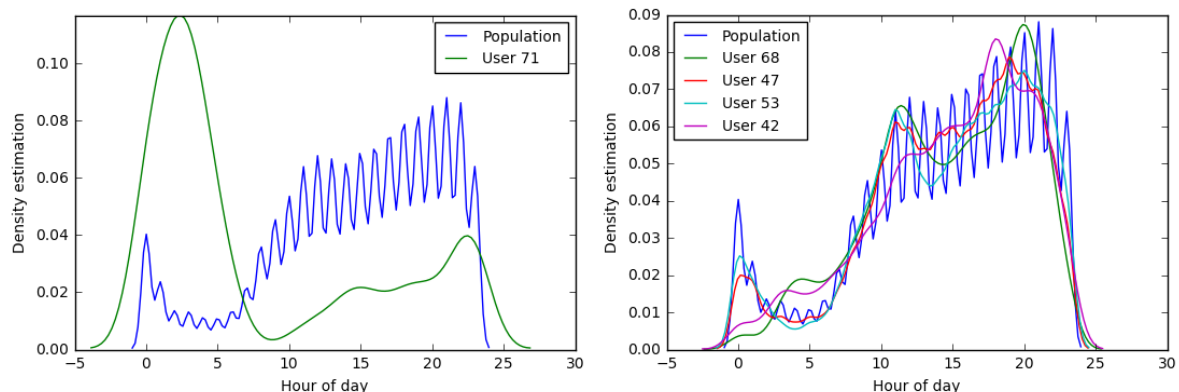 0.10
0.08
0.06
0.04
0.02
0.00
Density estimation
−5 0 5 10 15 20 25 30
Hour of day
Population
User 71
0.09
0.08
0.07
0.06
0.05
0.04
0.03
0.02
0.01
0.00
Density estimation
−5 0 5 10 15 20 25 30
Hour of day
Population
User 68
User 47
User 53
User 42